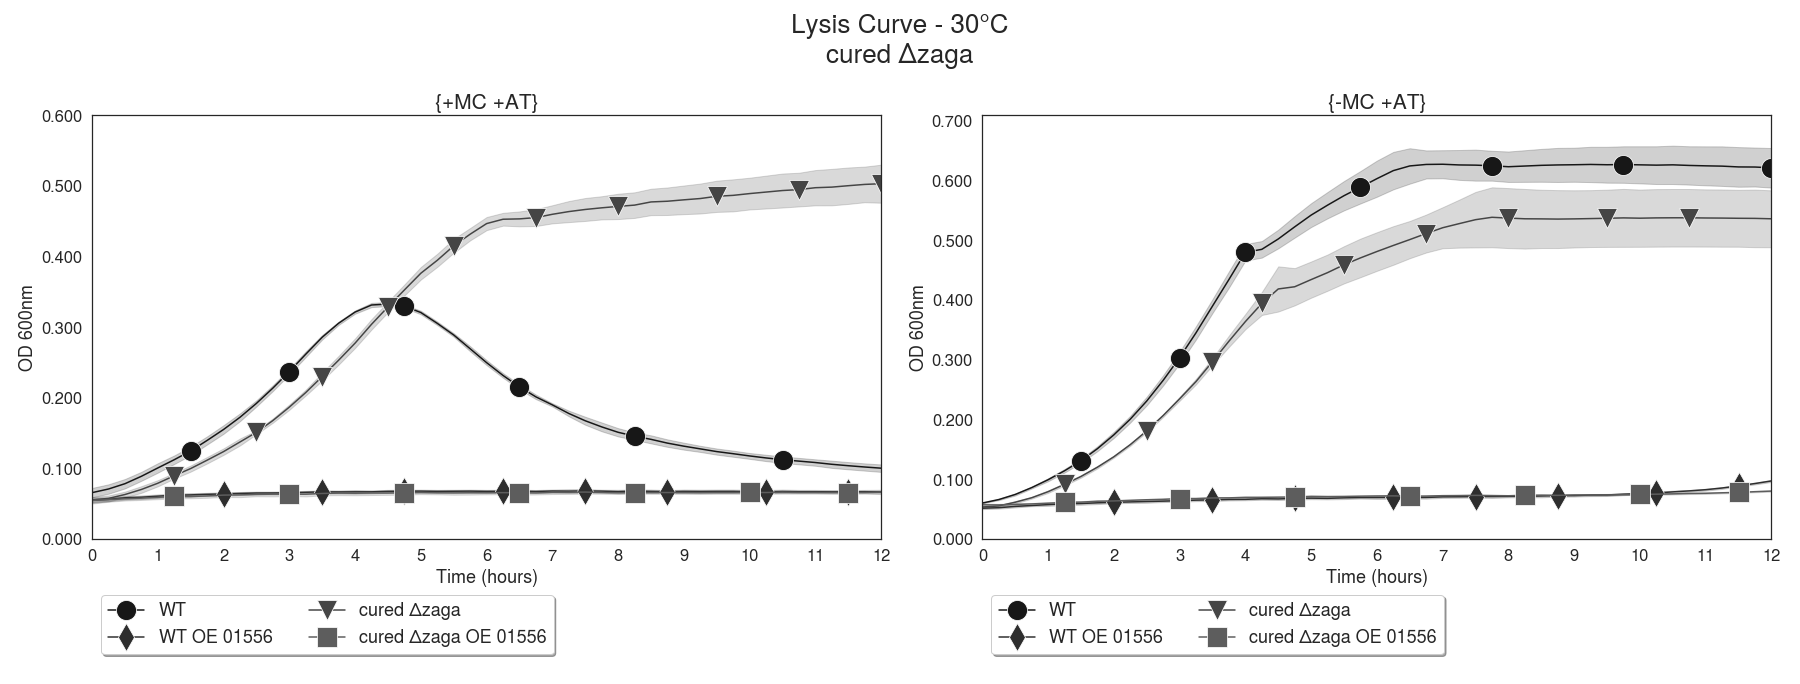 Lysis Curve - 30°C
cured Δzaga
{+MC +AT}
0.600
0.500
0.400
0.300
0.200
0.100
0.000
OD 600nm
0 1 2 3 4 5 6 7 8 9 10 11 12
Time (hours)
WT
WT OE 01556
cured Δzaga
cured Δzaga OE 01556
{-MC +AT}
0.700
0.600
0.500
0.400
0.300
0.200
0.100
0.000
OD 600nm
0 1 2 3 4 5 6 7 8 9 10 11 12
Time (hours)
WT
WT OE 01556
cured Δzaga
cured Δzaga OE 01556